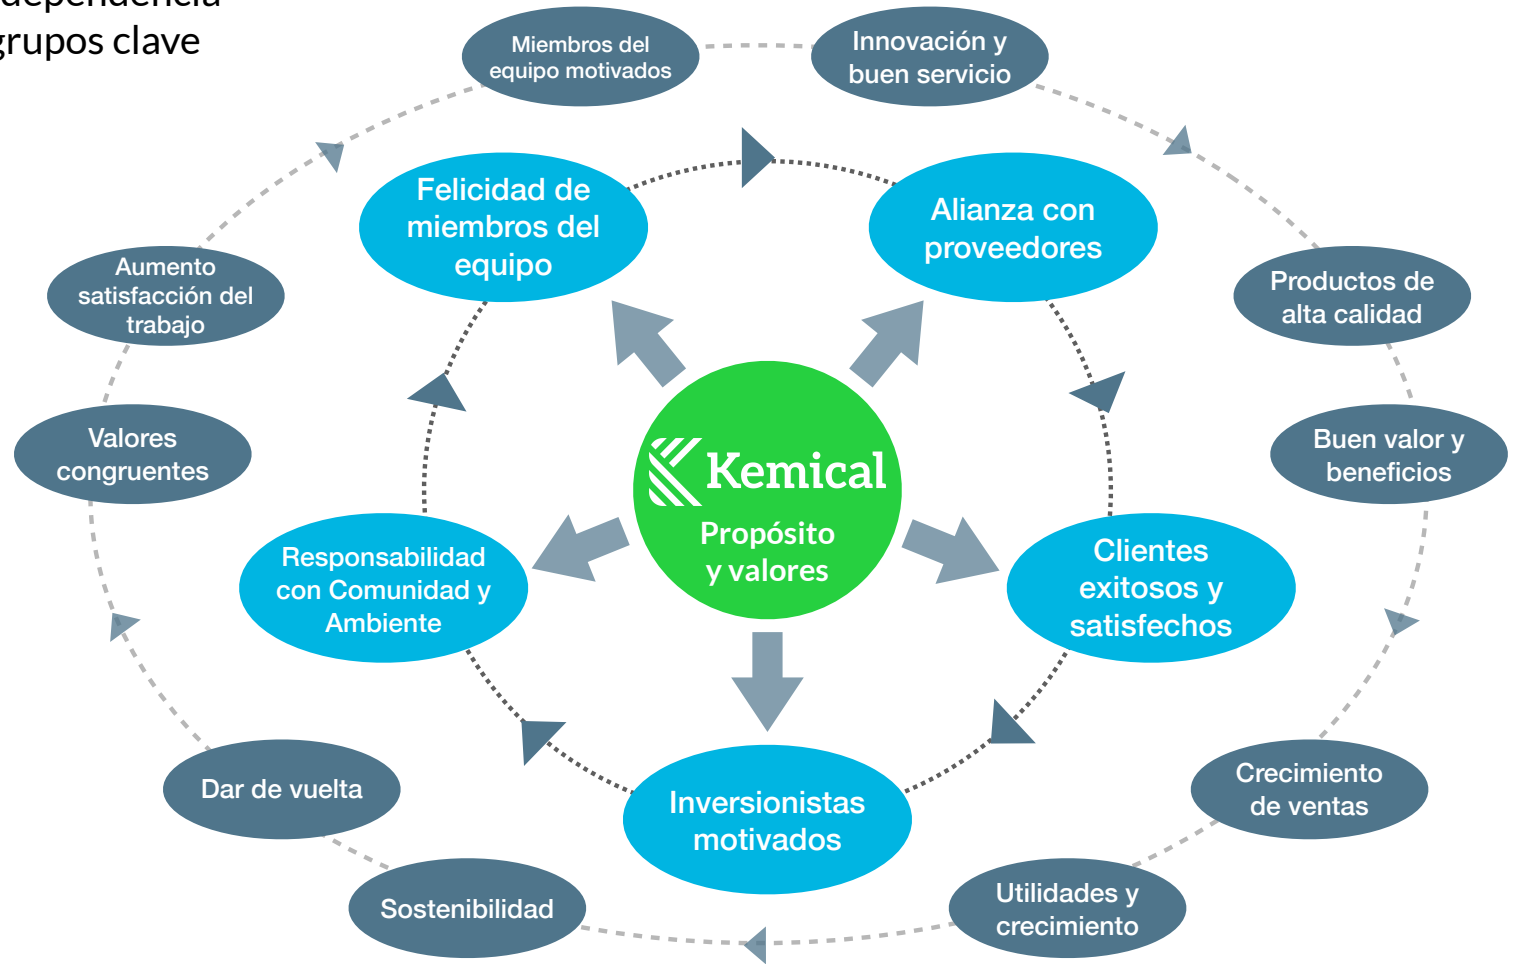 grupos clave
Miembros del
equipo motivados
Innovación y
buen servicio
Felicidad de
miembros del
equipo
Alianza con
proveedores
Aumento
satisfacción del
trabajo
Productos de
alta calidad
Valores
congruentes
Buen valor y
beneficios
Kemical
Propósito
y valores
Responsabilidad
con Comunidad y
Ambiente
Clientes
exitosos y
satisfechos
Dar de vuelta
Inversionistas
motivados
Crecimiento
de ventas
Sostenibilidad
Utilidades y
crecimiento